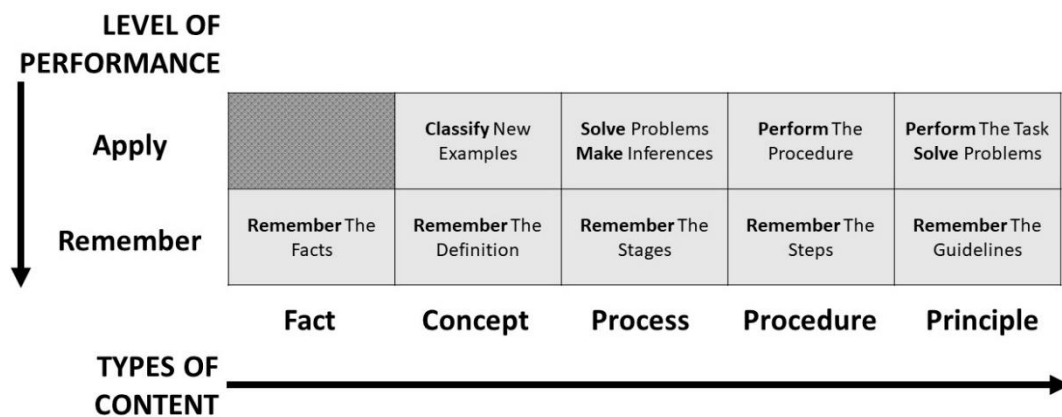 LEVEL OF
PERFORMANCE
Apply
Classify New
Examples
Solve Problems
Make Inferences
Perform The
Procedure
Perform The Task
Solve Problems
Remember
Remember The
Facts
Remember The
Definition
Remember The
Stages
Remember The
Steps
Remember The
Guidelines
Fact
Concept
Process
Procedure
Principle
TYPES OF
CONTENT